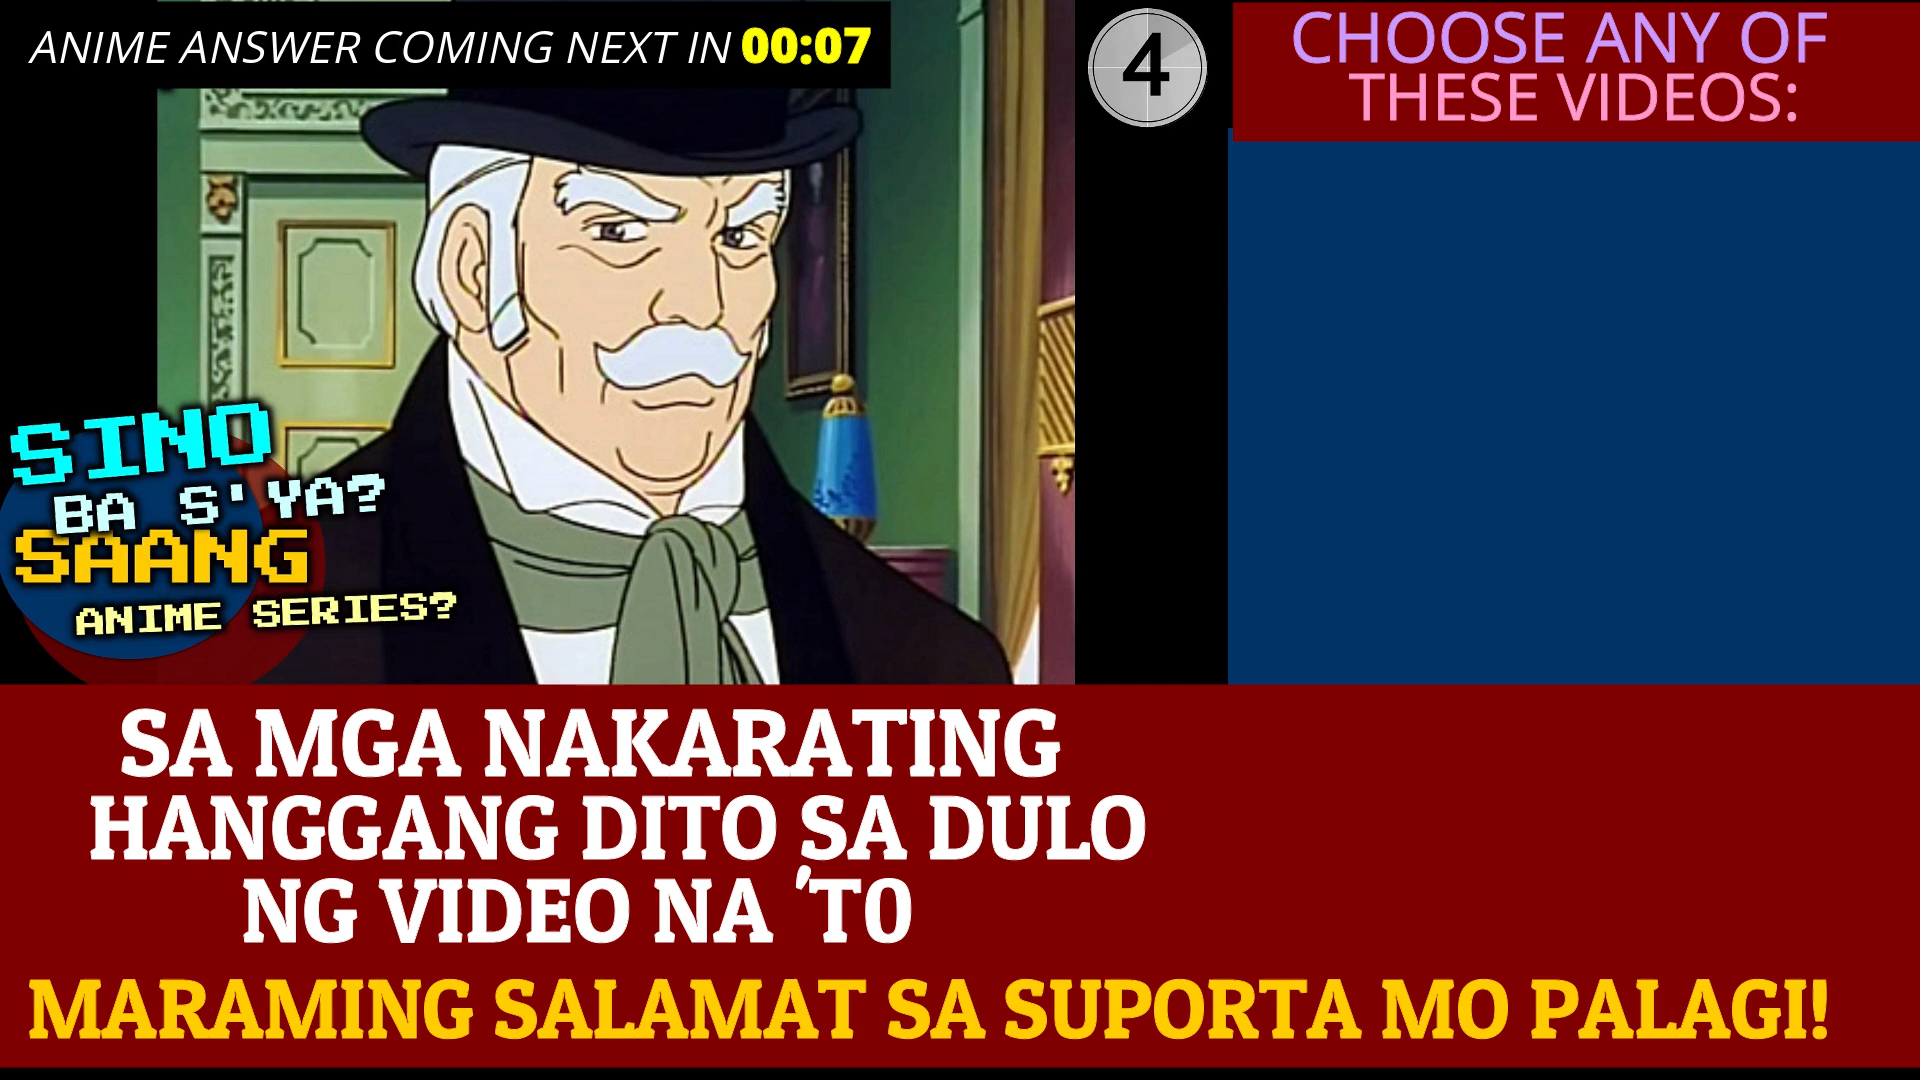 ANIME ANSWER COMING NEXT IN 00:07
4
CHOOSE ANY OF
THESE VIDEOS:
SINO
BA S'YA?
SAANG
ANIME SERIES?
SA MGA NAKARATING
HANGGANG DITO SA DULO
NG VIDEO NA 'T0
MARAMING SALAMAT SA SUPORTA MO PALAGI!